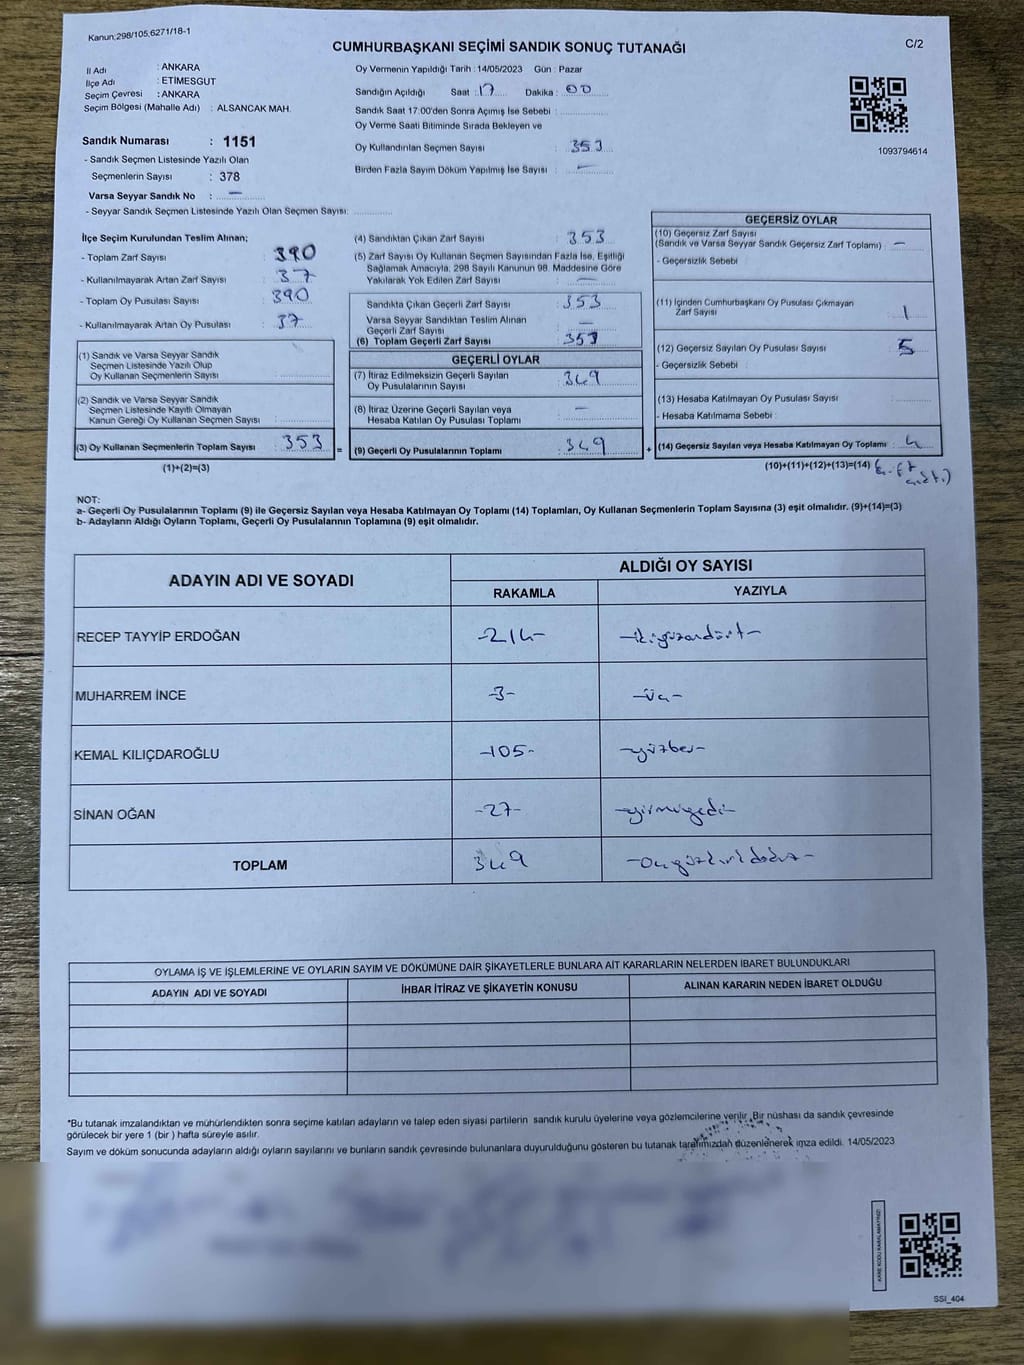 Kanun:298/105,6271/18-1
CUMHURBAŞKANI SEÇİMİ SANDIK SONUÇ TUTANAĞI
C/2
İl Adı : ANKARA
İlçe Adı : ETİMESGUT
Seçim Çevresi : ANKARA
Seçim Bölgesi (Mahalle Adı) : ALSANCAK MAH.
Sandık Numarası : 1151
- Sandık Seçmen Listesinde Yazılı Olan
Seçmenlerin Sayısı : 378
Varsa Seyyar Sandık No : –
- Seyyar Sandık Seçmen Listesinde Yazılı Olan Seçmen Sayısı:
Oy Vermenin Yapıldığı Tarih : 14/05/2023 Gün : Pazar
Sandığın Açıldığı Saat : 17 Dakika : 00
Sandık Saat 17:00'den Sonra Açımış İse Sebebi :
Oy Verme Saati Bitiminde Sırada Bekleyen ve
Oy Kullandırılan Seçmen Sayısı : 353
Birden Fazla Sayım Döküm Yapılmış İse Sayısı : –
1093794614
İlçe Seçim Kurulundan Teslim Alınan;
- Toplam Zarf Sayısı : 390
- Kullanılmayarak Artan Zarf Sayısı : 37
- Toplam Oy Pusulası Sayısı : 390
- Kullanılmayarak Artan Oy Pusulası : 37
(1) Sandık ve Varsa Seyyar Sandık
Seçmen Listesinde Yazılı Olup
Oy Kullanan Seçmenlerin Sayısı :
(2) Sandık ve Varsa Seyyar Sandık
Seçmen Listesinde Kayıtlı Olmayan
Kanun Gereği Oy Kullanan Seçmen Sayısı :
(3) Oy Kullanan Seçmenlerin Toplam Sayısı : 353 =
(1)+(2)=(3)
(4) Sandıktan Çıkan Zarf Sayısı : 353
(5) Zarf Sayısı Oy Kullanan Seçmen Sayısından Fazla İse, Eşitliği
Sağlamak Amacıyla, 298 Sayılı Kanunun 98. Maddesine Göre
Yakılarak Yok Edilen Zarf Sayısı : –
Sandıkta Çıkan Geçerli Zarf Sayısı : 353
Varsa Seyyar Sandıktan Teslim Alınan
Geçerli Zarf Sayısı : –
(6) Toplam Geçerli Zarf Sayısı : 353
GEÇERLİ OYLAR
(7) İtiraz Edilmeksizin Geçerli Sayılan
Oy Pusulalarının Sayısı : 349
(8) İtiraz Üzerine Geçerli Sayılan veya
Hesaba Katılan Oy Pusulası Toplamı : –
(9) Geçerli Oy Pusulalarının Toplamı : 349 +
GEÇERSİZ OYLAR
(10) Geçersiz Zarf Sayısı
(Sandık ve Varsa Seyyar Sandık Geçersiz Zarf Toplamı) : –
- Geçersizlik Sebebi :
(11) İçinden Cumhurbaşkanı Oy Pusulası Çıkmayan
Zarf Sayısı : 1
(12) Geçersiz Sayılan Oy Pusulası Sayısı : 5
- Geçersizlik Sebebi :
(13) Hesaba Katılmayan Oy Pusulası Sayısı :
- Hesaba Katılmama Sebebi :
(14) Geçersiz Sayılan veya Hesaba Katılmayan Oy Toplamı : 4
(10)+(11)+(12)+(13)=(14)
NOT:
a- Geçerli Oy Pusulalarının Toplamı (9) ile Geçersiz Sayılan veya Hesaba Katılmayan Oy Toplamı (14) Toplamları, Oy Kullanan Seçmenlerin Toplam Sayısına (3) eşit olmalıdır. (9)+(14)=(3)
b- Adayların Aldığı Oyların Toplamı, Geçerli Oy Pusulalarının Toplamına (9) eşit olmalıdır.
ADAYIN ADI VE SOYADI
ALDIĞI OY SAYISI
RAKAMLA YAZIYLA
RECEP TAYYİP ERDOĞAN -214- -ikiyüzondört-
MUHARREM İNCE -3- -üç-
KEMAL KILIÇDAROĞLU -105- -yüzbeş-
SİNAN OĞAN -27- -yirmiyedi-
TOPLAM 349 -üçyüzkırkdokuz-
OYLAMA İŞ VE İŞLEMLERİNE VE OYLARIN SAYIM VE DÖKÜMÜNE DAİR ŞİKAYETLERLE BUNLARA AİT KARARLARIN NELERDEN İBARET BULUNDUKLARI
ADAYIN ADI VE SOYADI İHBAR İTİRAZ VE ŞİKAYETİN KONUSU ALINAN KARARIN NEDEN İBARET OLDUĞU
*Bu tutanak imzalandıktan ve mühürlendikten sonra seçime katılan adayların ve talep eden siyasi partilerin sandık kurulu üyelerine veya gözlemcilerine verilir. Bir nüshası da sandık çevresinde
görülecek bir yere 1 (bir ) hafta süreyle asılır.
Sayım ve döküm sonucunda adayların aldığı oyların sayılarını ve bunların sandık çevresinde bulunanlara duyurulduğunu gösteren bu tutanak tarafımızdan düzenlenerek imza edildi. 14/05/2023
KARE KODU KARALAMAYINIZ!
SSI_404